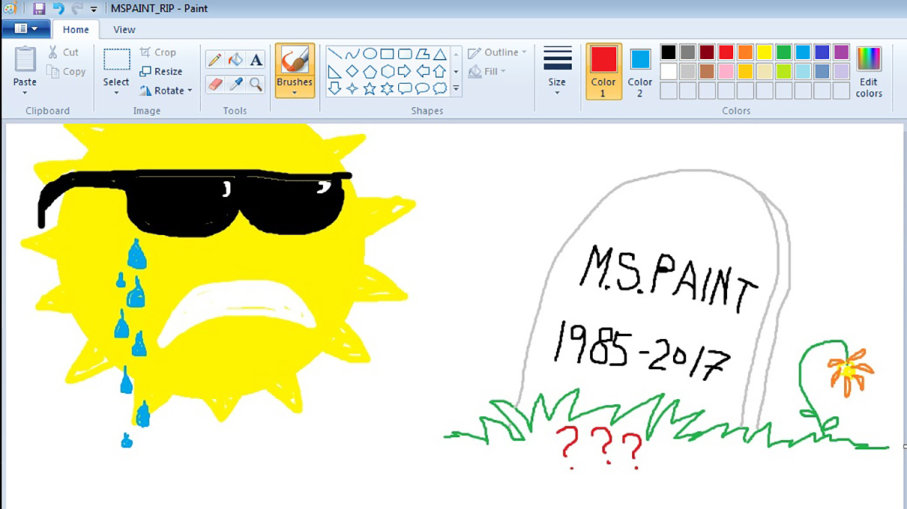 MSPAINT_RIP - Paint
Home View
Paste
Cut
Copy
Clipboard
Select
Crop
Resize
Rotate
Image
A
Tools
Brushes
Outline
Fill
Shapes
Size
Color
1
Color
2
Edit
colors
Colors
M.S.PAINT
1985-2017
???